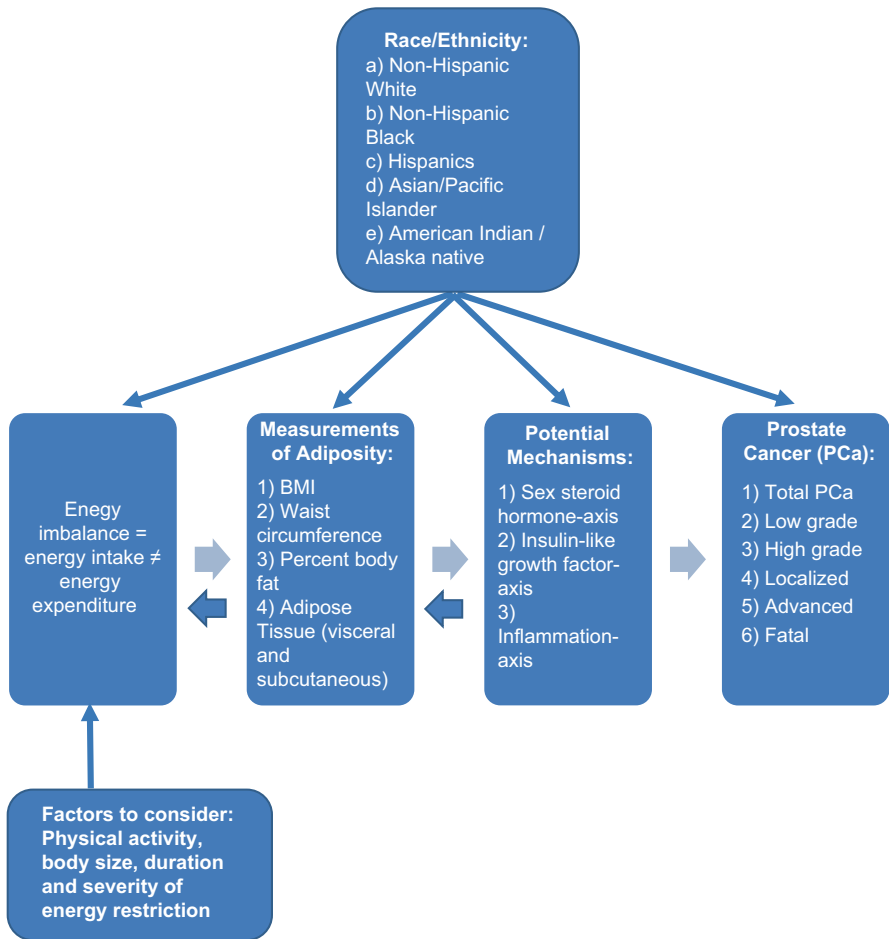 Race/Ethnicity:
a) Non-Hispanic
White
b) Non-Hispanic
Black
c) Hispanics
d) Asian/Pacific
Islander
e) American Indian /
Alaska native
Enegy
imbalance =
energy intake ≠
energy
expenditure
Measurements
of Adiposity:
1) BMI
2) Waist
circumference
3) Percent body
fat
4) Adipose
Tissue (visceral
and
subcutaneous)
Potential
Mechanisms:
1) Sex steroid
hormone-axis
2) Insulin-like
growth factor-
axis
3)
Inflammation-
axis
Prostate
Cancer (PCa):
1) Total PCa
2) Low grade
3) High grade
4) Localized
5) Advanced
6) Fatal
Factors to consider:
Physical activity,
body size, duration
and severity of
energy restriction